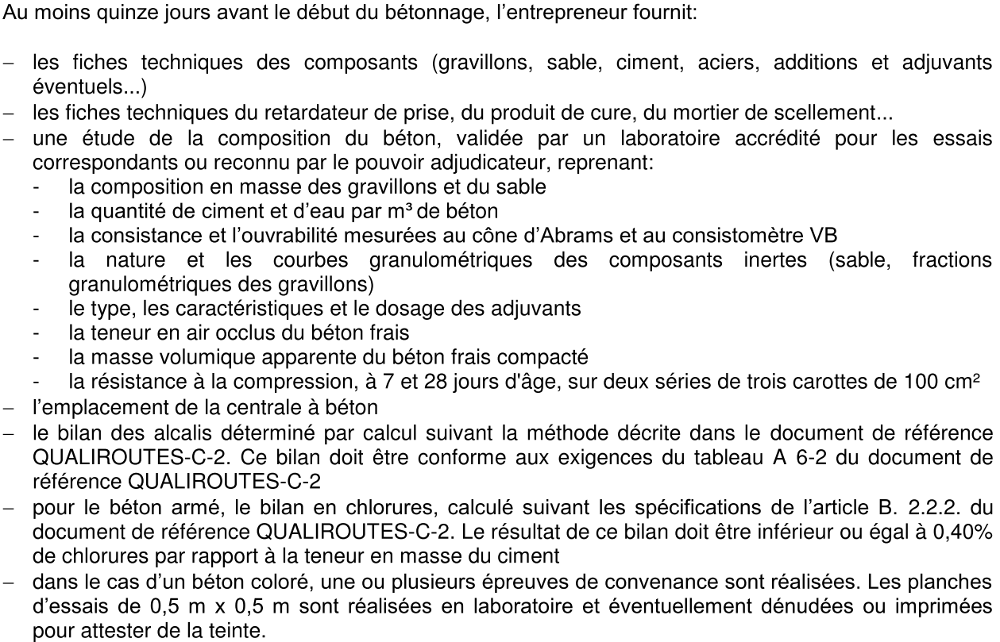 Au moins quinze jours avant le début du bétonnage, l’entrepreneur fournit:
− les fiches techniques des composants (gravillons, sable, ciment, aciers, additions et adjuvants
éventuels...)
− les fiches techniques du retardateur de prise, du produit de cure, du mortier de scellement...
− une étude de la composition du béton, validée par un laboratoire accrédité pour les essais
correspondants ou reconnu par le pouvoir adjudicateur, reprenant:
- la composition en masse des gravillons et du sable
- la quantité de ciment et d’eau par m³ de béton
- la consistance et l’ouvrabilité mesurées au cône d’Abrams et au consistomètre VB
- la nature et les courbes granulométriques des composants inertes (sable, fractions
granulométriques des gravillons)
- le type, les caractéristiques et le dosage des adjuvants
- la teneur en air occlus du béton frais
- la masse volumique apparente du béton frais compacté
- la résistance à la compression, à 7 et 28 jours d'âge, sur deux séries de trois carottes de 100 cm²
− l’emplacement de la centrale à béton
− le bilan des alcalis déterminé par calcul suivant la méthode décrite dans le document de référence
QUALIROUTES-C-2. Ce bilan doit être conforme aux exigences du tableau A 6-2 du document de
référence QUALIROUTES-C-2
− pour le béton armé, le bilan en chlorures, calculé suivant les spécifications de l’article B. 2.2.2. du
document de référence QUALIROUTES-C-2. Le résultat de ce bilan doit être inférieur ou égal à 0,40%
de chlorures par rapport à la teneur en masse du ciment
− dans le cas d’un béton coloré, une ou plusieurs épreuves de convenance sont réalisées. Les planches
d’essais de 0,5 m x 0,5 m sont réalisées en laboratoire et éventuellement dénudées ou imprimées
pour attester de la teinte.